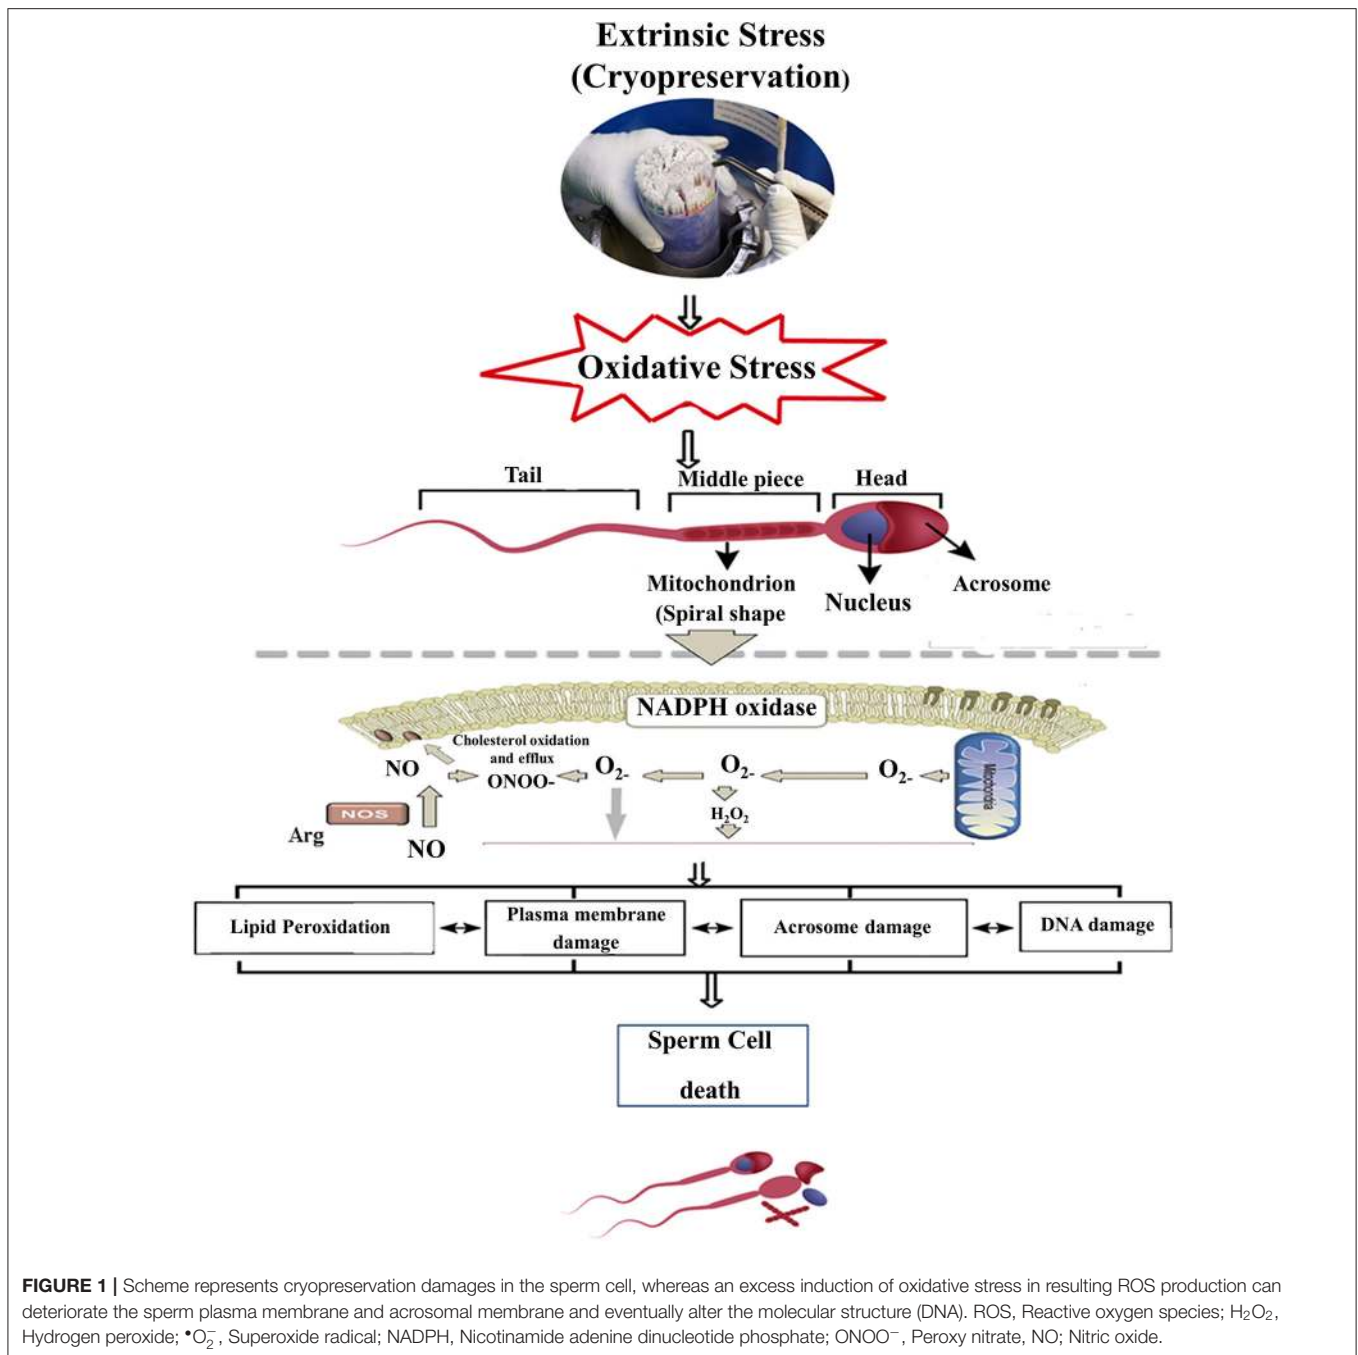 Extrinsic Stress
(Cryopreservation)
Oxidative Stress
Tail
Middle piece
Head
Mitochondrion
(Spiral shape
Nucleus
Acrosome
NADPH oxidase
Cholesterol oxidation
and efflux
NO
ONOO-
O2-
O2-
O2-
Mitochondria
H2O2
NOS
Arg
NO
Lipid Peroxidation
Plasma membrane
damage
Acrosome damage
DNA damage
Sperm Cell
death
FIGURE 1 | Scheme represents cryopreservation damages in the sperm cell, whereas an excess induction of oxidative stress in resulting ROS production can
deteriorate the sperm plasma membrane and acrosomal membrane and eventually alter the molecular structure (DNA). ROS, Reactive oxygen species; H2O2,
Hydrogen peroxide; •O2−, Superoxide radical; NADPH, Nicotinamide adenine dinucleotide phosphate; ONOO−, Peroxy nitrate, NO; Nitric oxide.